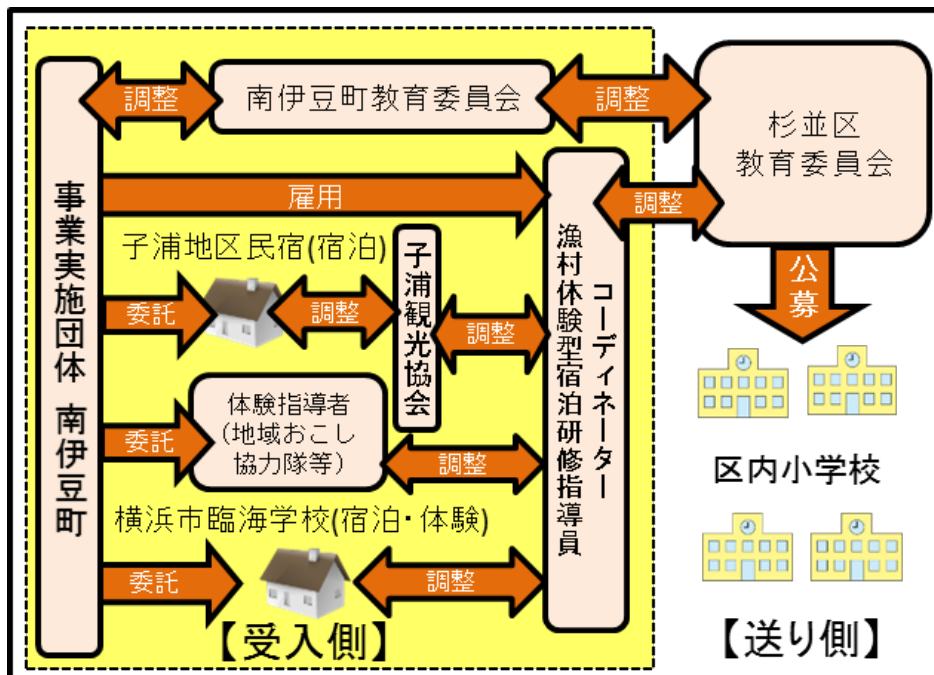 事業実施団体 南伊豆町
調整
南伊豆町教育委員会
調整
杉並区
教育委員会
雇用
調整
漁村体験型宿泊研修指導員
コーディネーター
公募
子浦地区民宿(宿泊)
委託
調整
子浦観光協会
調整
体験指導者
(地域おこし
協力隊等)
委託
調整
横浜市臨海学校(宿泊・体験)
委託
調整
区内小学校
【受入側】
【送り側】